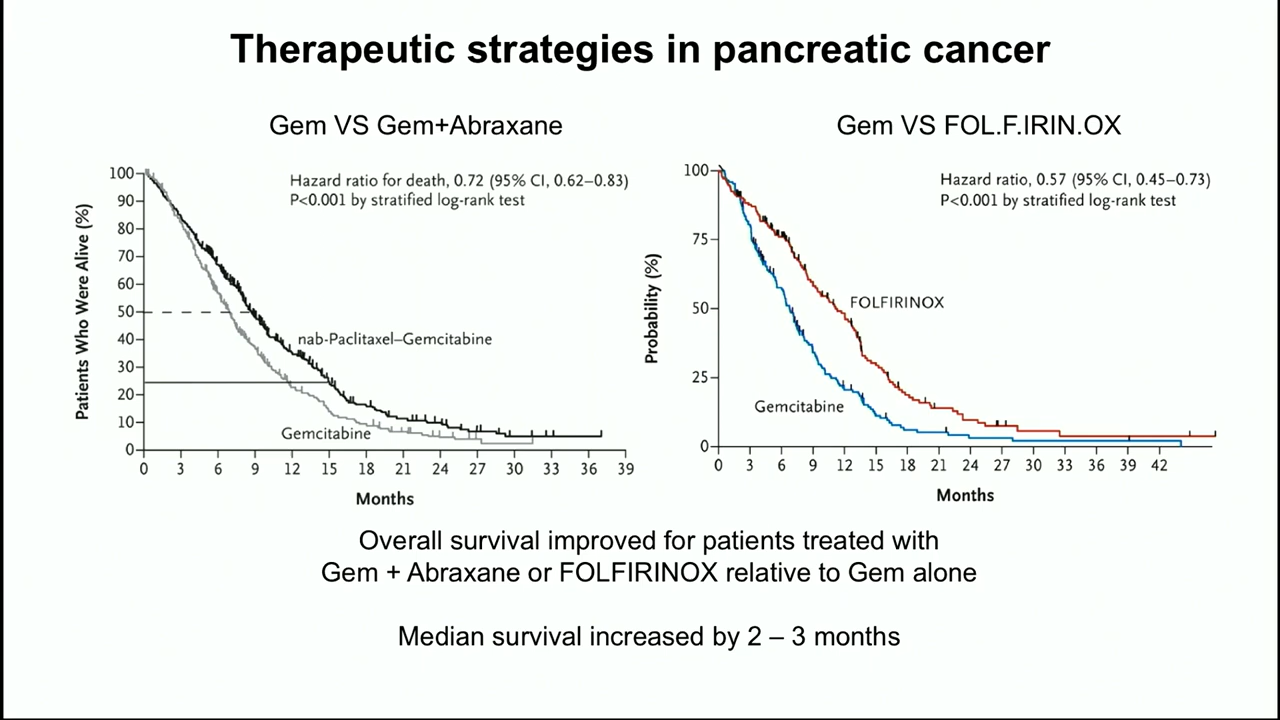 Therapeutic strategies in pancreatic cancer
Gem VS Gem+Abraxane
Hazard ratio for death, 0.72 (95% CI, 0.62–0.83)
P<0.001 by stratified log-rank test
Patients Who Were Alive (%)
100
90
80
70
60
50
40
30
20
10
0
nab-Paclitaxel–Gemcitabine
Gemcitabine
0 3 6 9 12 15 18 21 24 27 30 33 36 39
Months
Gem VS FOL.F.IRIN.OX
Hazard ratio, 0.57 (95% CI, 0.45–0.73)
P<0.001 by stratified log-rank test
Probability (%)
100
75
50
25
0
FOLFIRINOX
Gemcitabine
0 3 6 9 12 15 18 21 24 27 30 33 36 39 42
Months
Overall survival improved for patients treated with
Gem + Abraxane or FOLFIRINOX relative to Gem alone
Median survival increased by 2 – 3 months